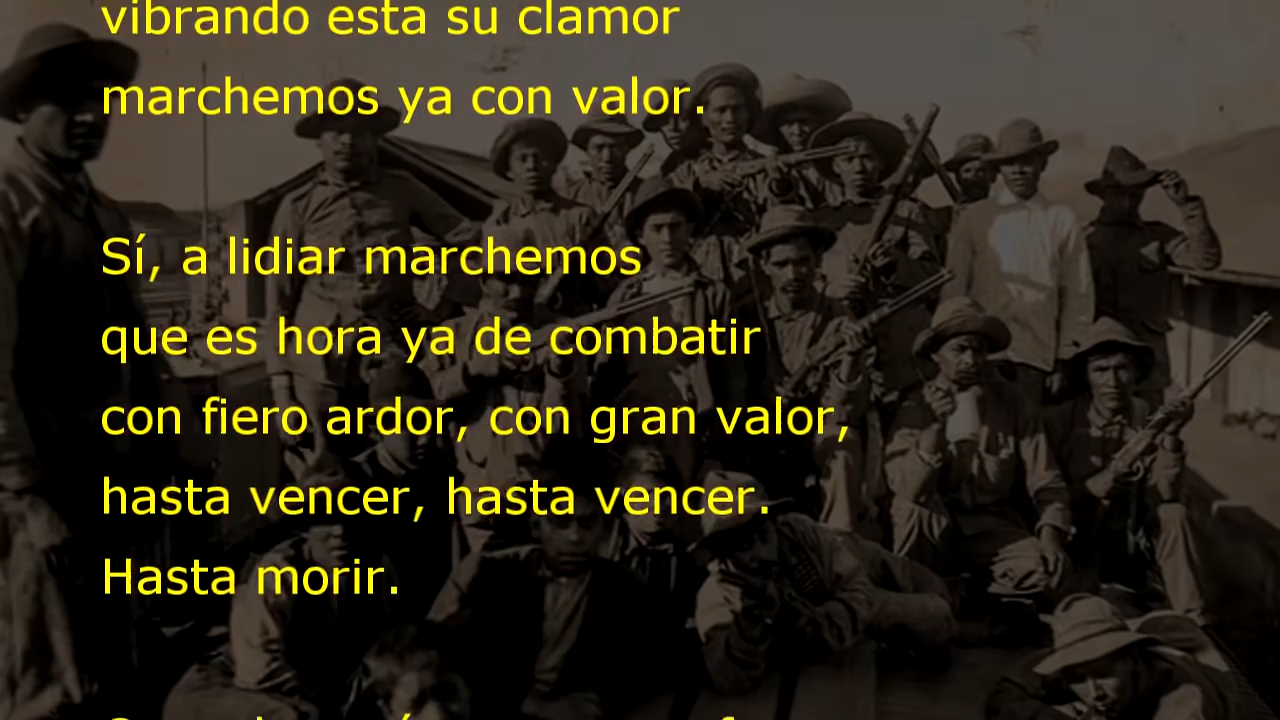 vibrando está su clamor
marchemos ya con valor.
Sí, a lidiar marchemos
que es hora ya de combatir
con fiero ardor, con gran valor,
hasta vencer, hasta vencer.
Hasta morir.